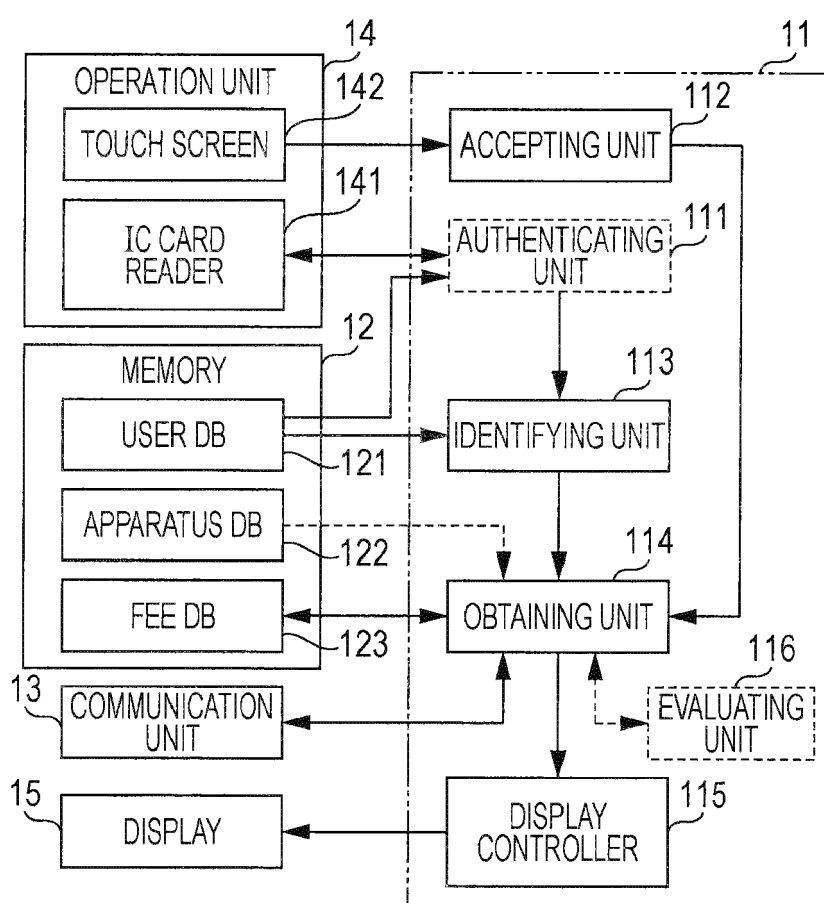 14
11
OPERATION UNIT
142
112
TOUCH SCREEN
ACCEPTING UNIT
141
111
IC CARD
READER
AUTHENTICATING
UNIT
12
113
MEMORY
USER DB
IDENTIFYING UNIT
121
APPARATUS DB
122
114
FEE DB
OBTAINING UNIT
123
116
13
COMMUNICATION
UNIT
EVALUATING
UNIT
15
115
DISPLAY
DISPLAY
CONTROLLER